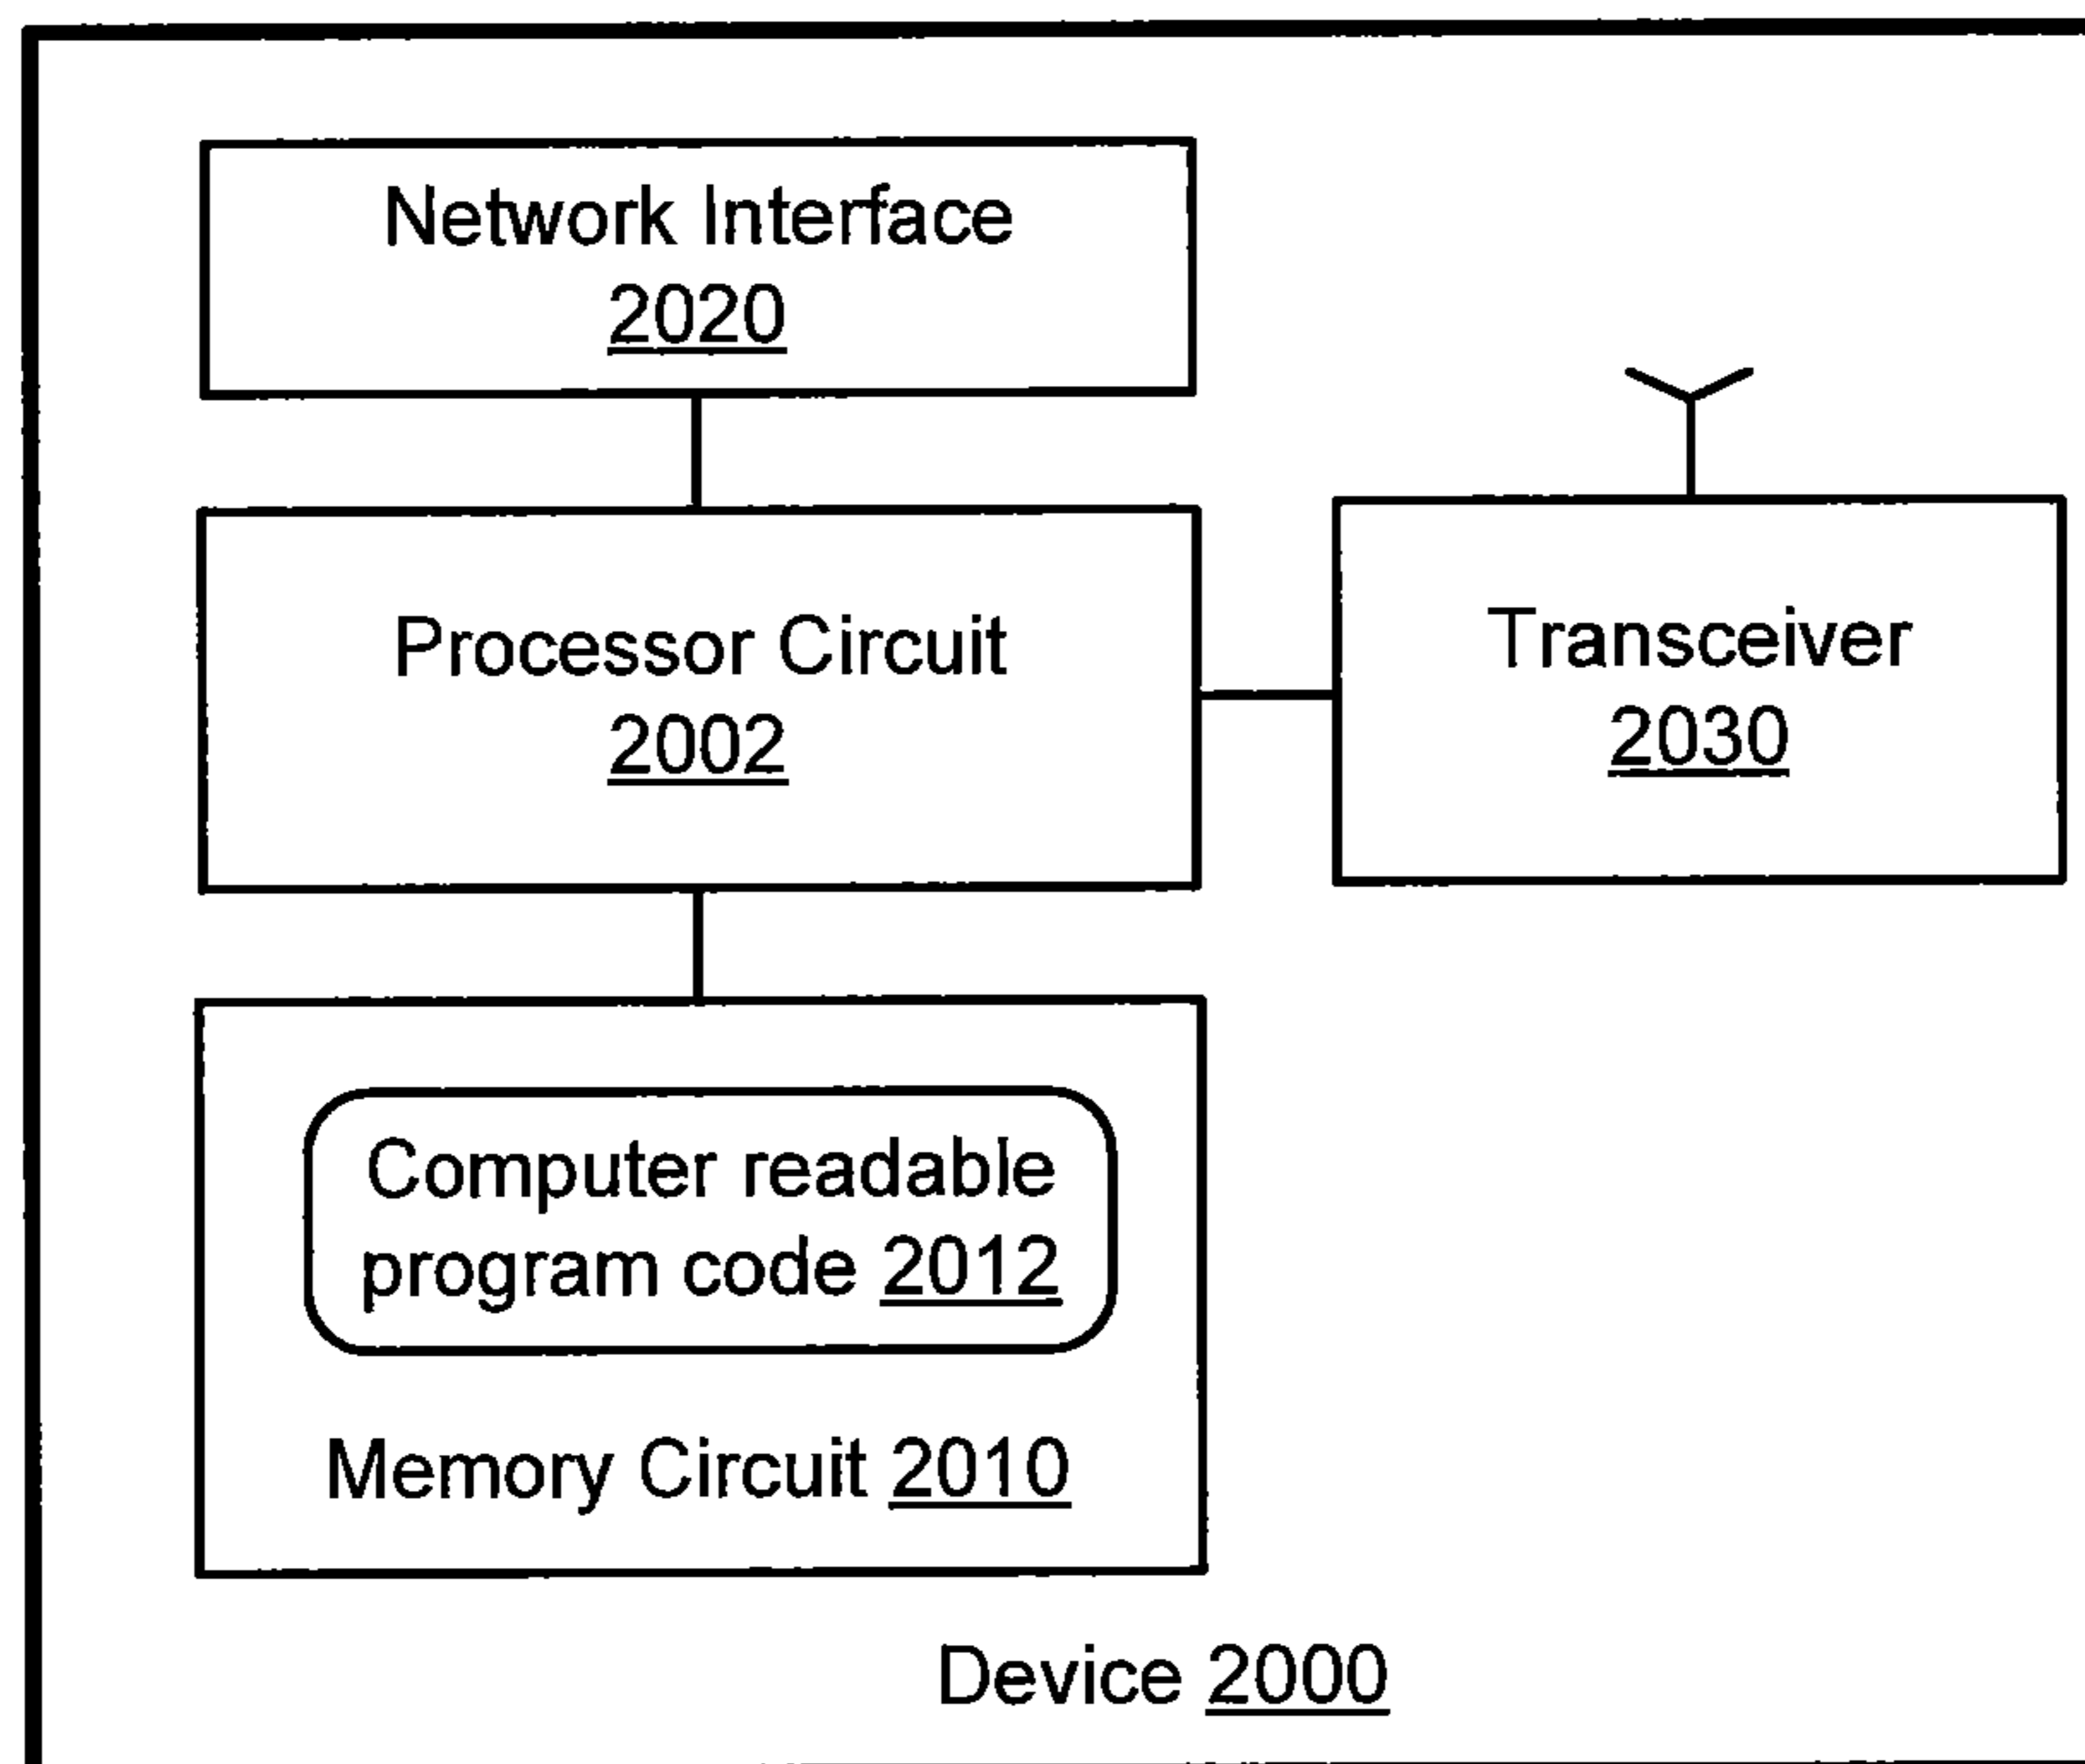 Network Interface
2020
Processor Circuit
2002
Transceiver
2030
Computer readable
program code 2012
Memory Circuit 2010
Device 2000